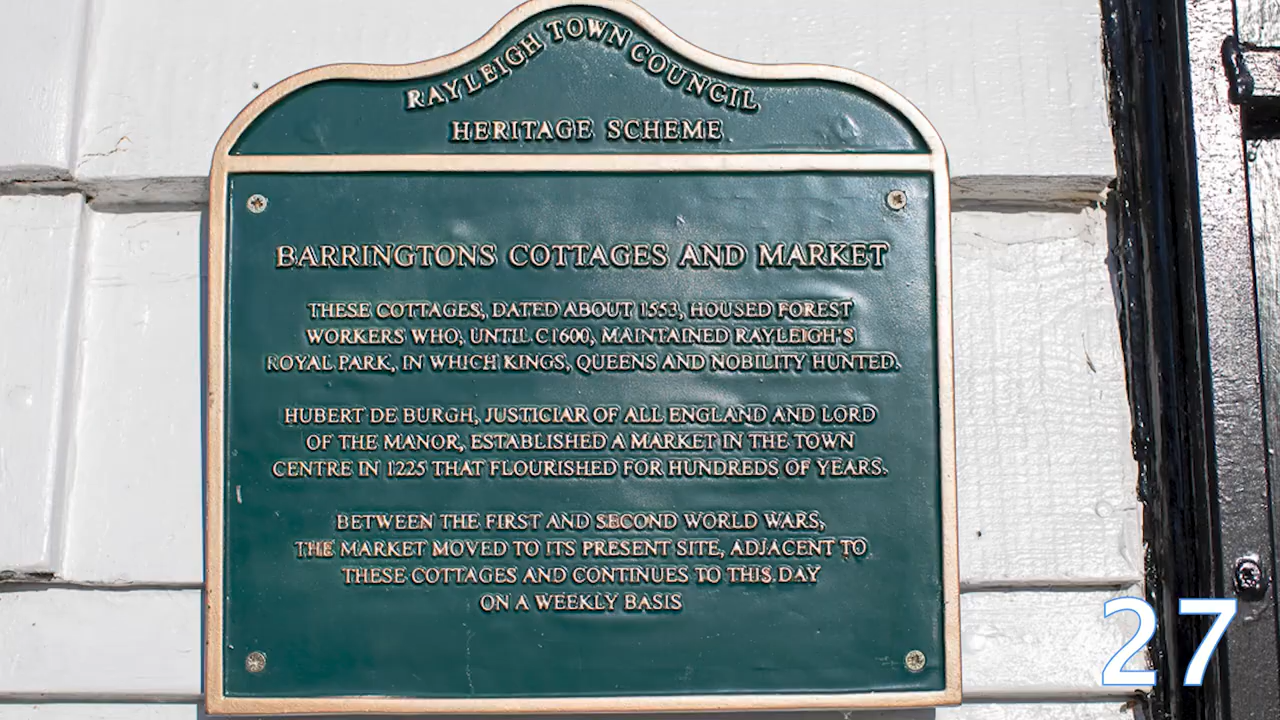 RAYLEIGH TOWN COUNCIL
HERITAGE SCHEME
BARRINGTONS COTTAGES AND MARKET
THESE COTTAGES, DATED ABOUT 1553, HOUSED FOREST
WORKERS WHO, UNTIL C1600, MAINTAINED RAYLEIGH'S
ROYAL PARK, IN WHICH KINGS, QUEENS AND NOBILITY HUNTED.
HUBERT DE BURGH, JUSTICIAR OF ALL ENGLAND AND LORD
OF THE MANOR, ESTABLISHED A MARKET IN THE TOWN
CENTRE IN 1225 THAT FLOURISHED FOR HUNDREDS OF YEARS.
BETWEEN THE FIRST AND SECOND WORLD WARS,
THE MARKET MOVED TO ITS PRESENT SITE, ADJACENT TO
THESE COTTAGES AND CONTINUES TO THIS DAY
ON A WEEKLY BASIS
27